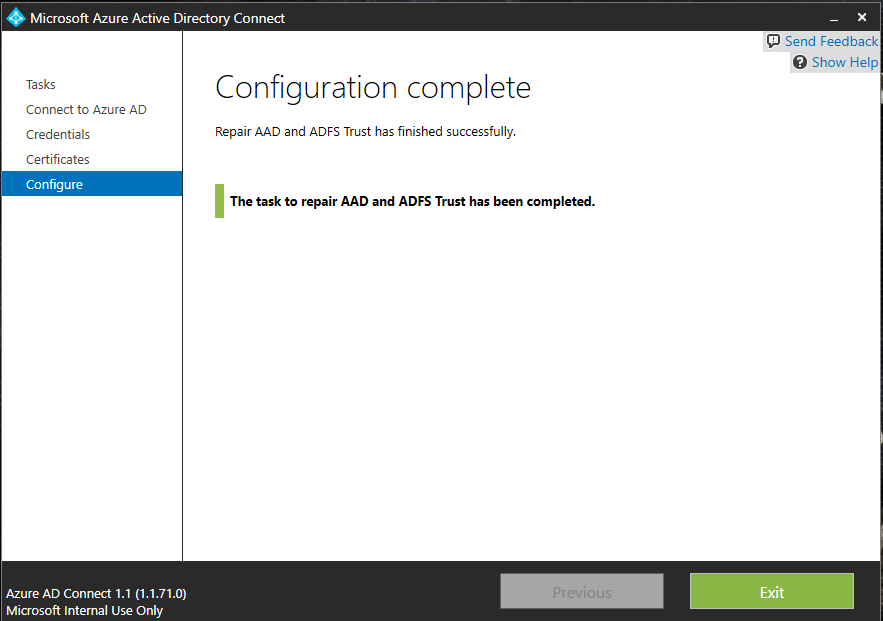 Microsoft Azure Active Directory Connect
Send Feedback
Show Help
Tasks
Connect to Azure AD
Credentials
Certificates
Configure
Configuration complete
Repair AAD and ADFS Trust has finished successfully.
The task to repair AAD and ADFS Trust has been completed.
Azure AD Connect 1.1 (1.1.71.0)
Microsoft Internal Use Only
Previous
Exit